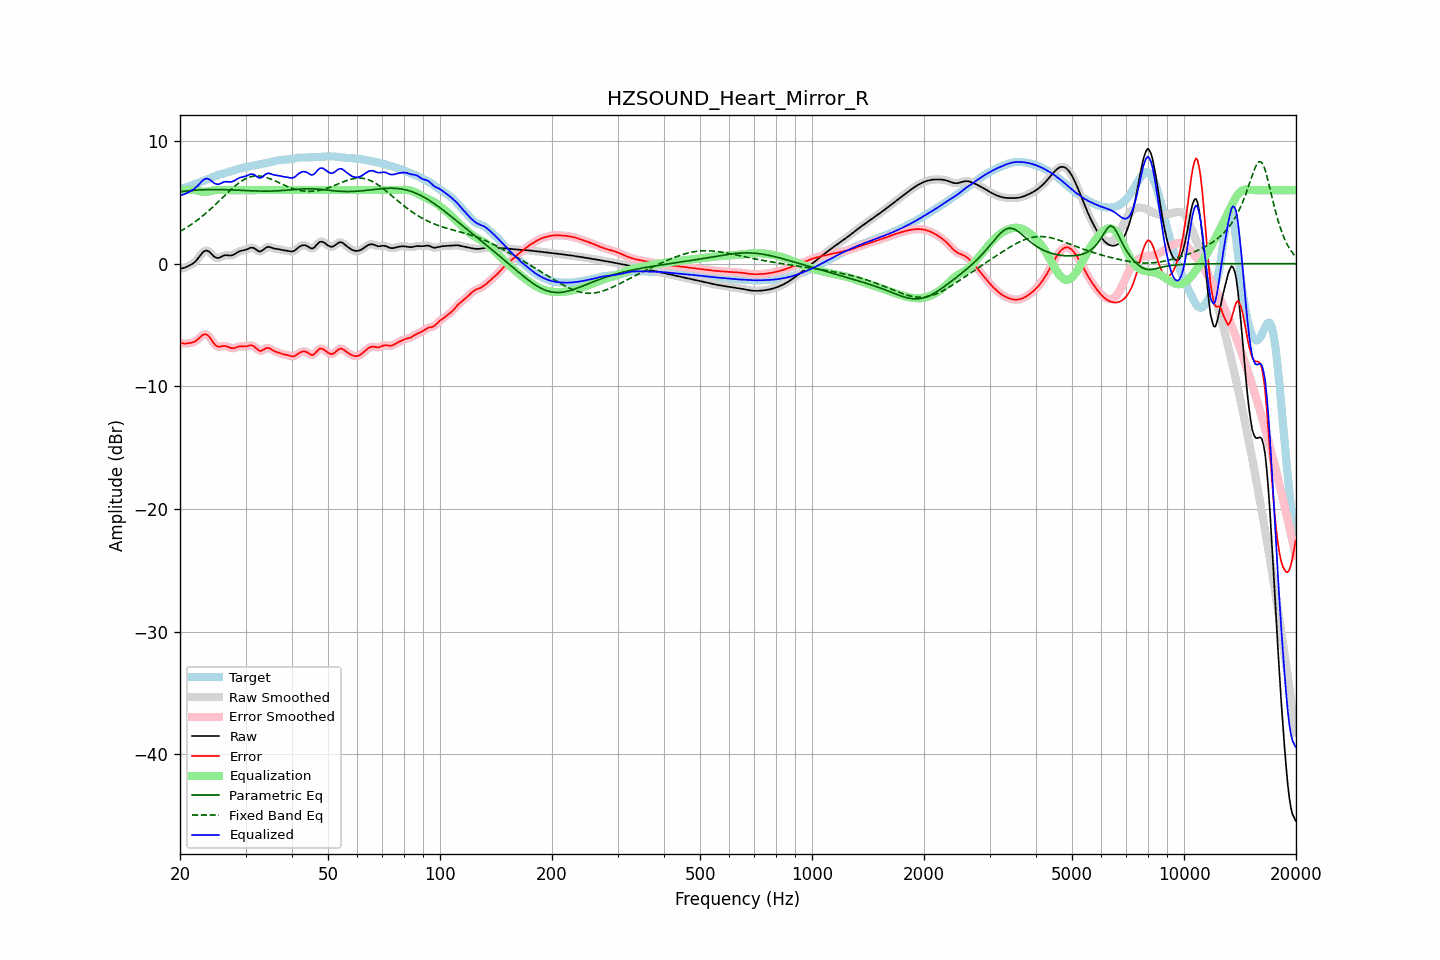 HZSOUND_Heart_Mirror_R
Amplitude (dBr)
10
0
−10
−20
−30
−40
Target
Raw Smoothed
Error Smoothed
Raw
Error
Equalization
Parametric Eq
Fixed Band Eq
Equalized
20 50 100 200 500 1000 2000 5000 10000 20000
Frequency (Hz)